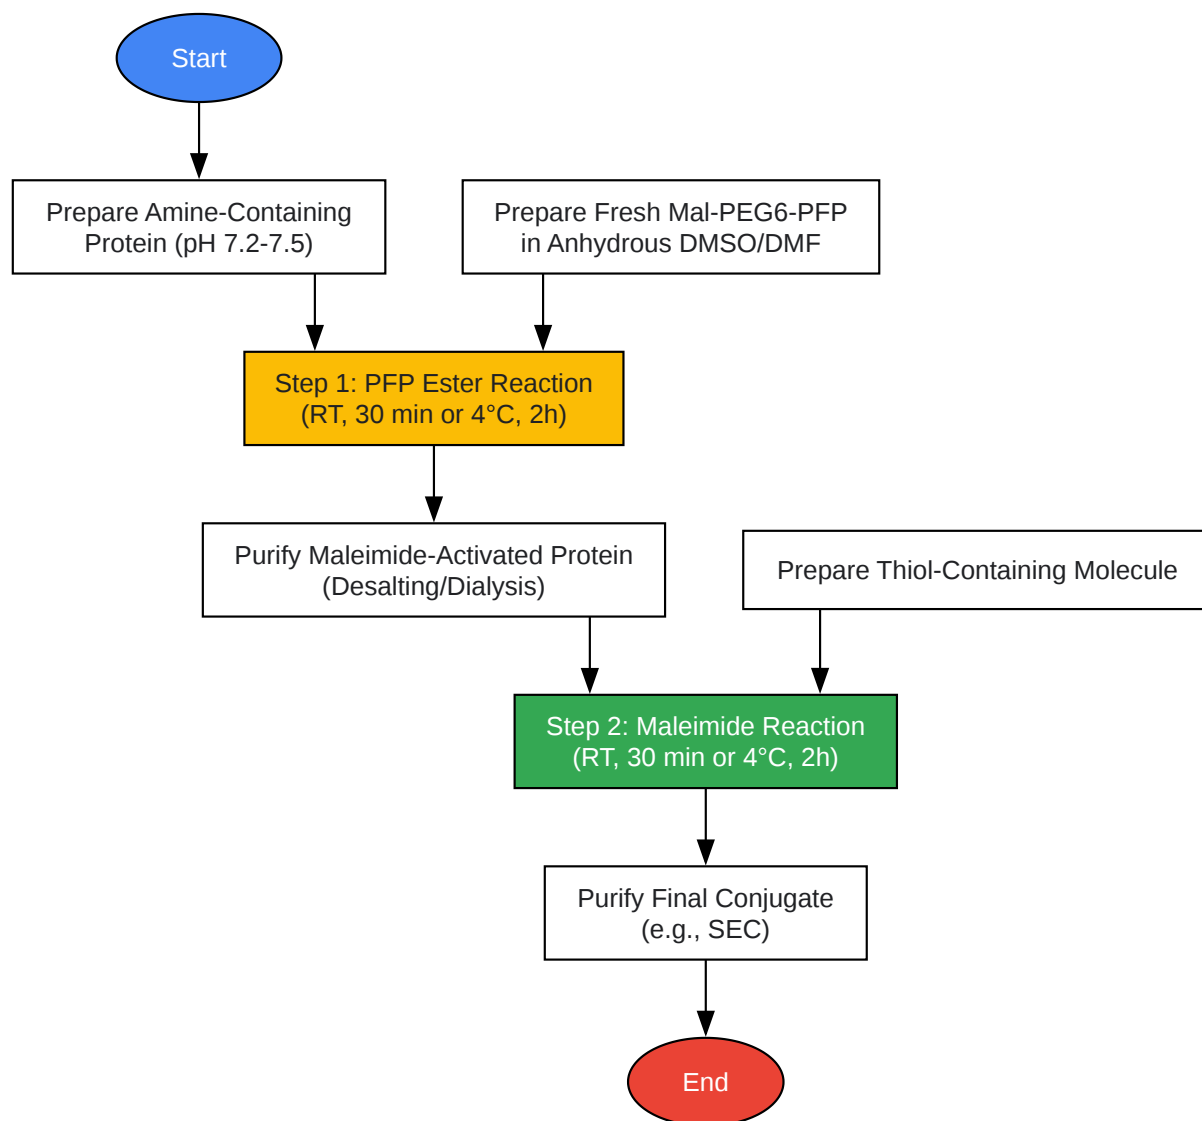 Start
Prepare Amine-Containing
Protein (pH 7.2-7.5)
Prepare Fresh Mal-PEG6-PFP
in Anhydrous DMSO/DMF
Step 1: PFP Ester Reaction
(RT, 30 min or 4°C, 2h)
Purify Maleimide-Activated Protein
(Desalting/Dialysis)
Prepare Thiol-Containing Molecule
Step 2: Maleimide Reaction
(RT, 30 min or 4°C, 2h)
Purify Final Conjugate
(e.g., SEC)
End